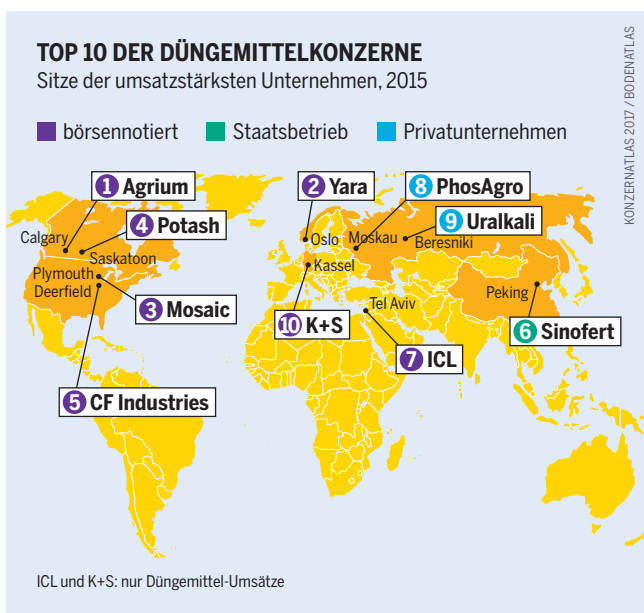 TOP 10 DER DÜNGEMITTELKONZERNE
Sitze der umsatzstärksten Unternehmen, 2015
börsennotiert Staatsbetrieb Privatunternehmen
KONZERNATLAS 2017 / BODENATLAS
1 Agrium
2 Yara
8 PhosAgro
4 Potash
9 Uralkali
Calgary
Saskatoon
Oslo
Moskau
Beresniki
Plymouth
Deerfield
Kassel
3 Mosaic
10 K+S
Tel Aviv
Peking
6 Sinofert
7 ICL
5 CF Industries
ICL und K+S: nur Düngemittel-Umsätze